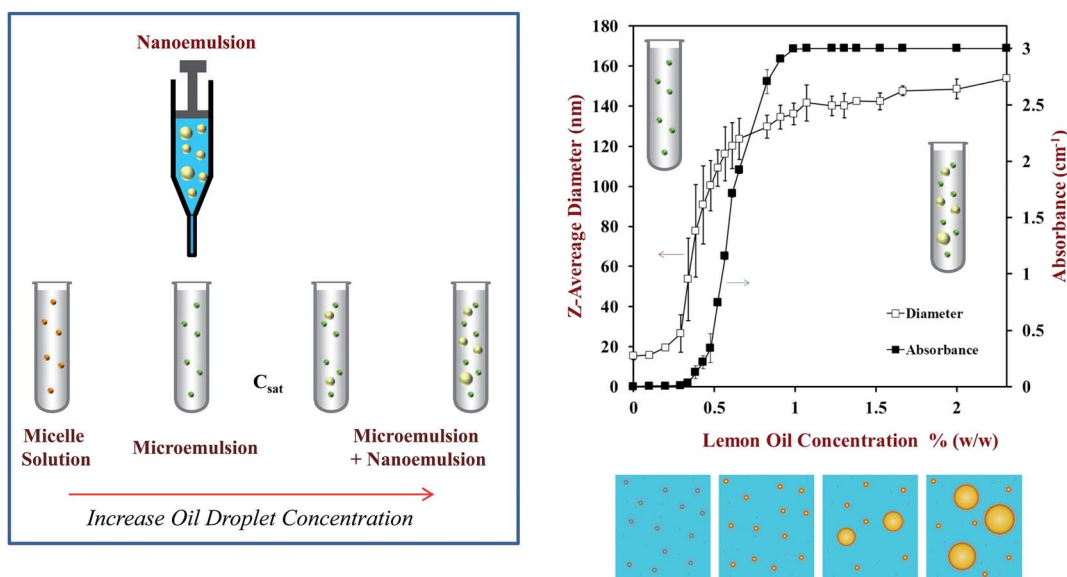 Nanoemulsion
C_sat
Micelle
Solution
Microemulsion
Microemulsion
+ Nanoemulsion
Increase Oil Droplet Concentration
Z-Avereage Diameter (nm)
180
160
140
120
100
80
60
40
20
0
0
0.5
1
1.5
2
Lemon Oil Concentration % (w/w)
3
2.5
2
1.5
1
0.5
0
Absorbance (cm⁻¹)
Diameter
Absorbance